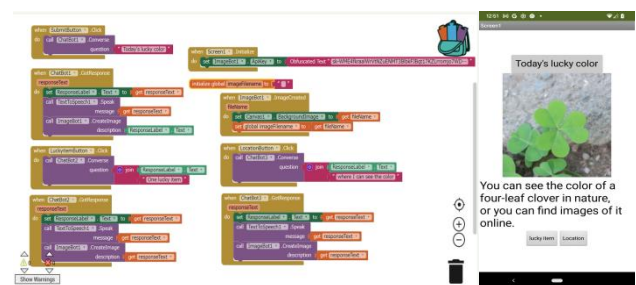 when SubmitButton .Click
do call ChatBot1 .Converse
question " Today's lucky color "
when ChatBot1 .GotResponse
responseText
do set ResponseLabel . Text to get responseText
call TextToSpeech1 .Speak
message get responseText
call ImageBot1 .CreateImage
description ResponseLabel . Text
when LuckyItemButton .Click
do call ChatBot2 .Converse
question join ResponseLabel . Text
" One lucky item "
when ChatBot2 .GotResponse
responseText
do set ResponseLabel . Text to get responseText
call TextToSpeech1 .Speak
message get responseText
call ImageBot1 .CreateImage
description get responseText
Show Warnings
when Screen1 .Initialize
do set ImageBot1 . ApiKey to Obfuscated Text "
initialize global imageFilename to " "
when ImageBot1 .ImageCreated
fileName
do set Canvas1 . BackgroundImage to get fileName
set global imageFilename to get fileName
when LocationButton .Click
do call ChatBot3 .Converse
question join ResponseLabel . Text
" where I can see the color "
when ChatBot3 .GotResponse
responseText
do set ResponseLabel . Text to get responseText
call TextToSpeech1 .Speak
message get responseText
call ImageBot1 .CreateImage
description get responseText
12:51
Screen1
Today's lucky color
You can see the color of a
four-leaf clover in nature,
or you can find images of it
online.
lucky item Location